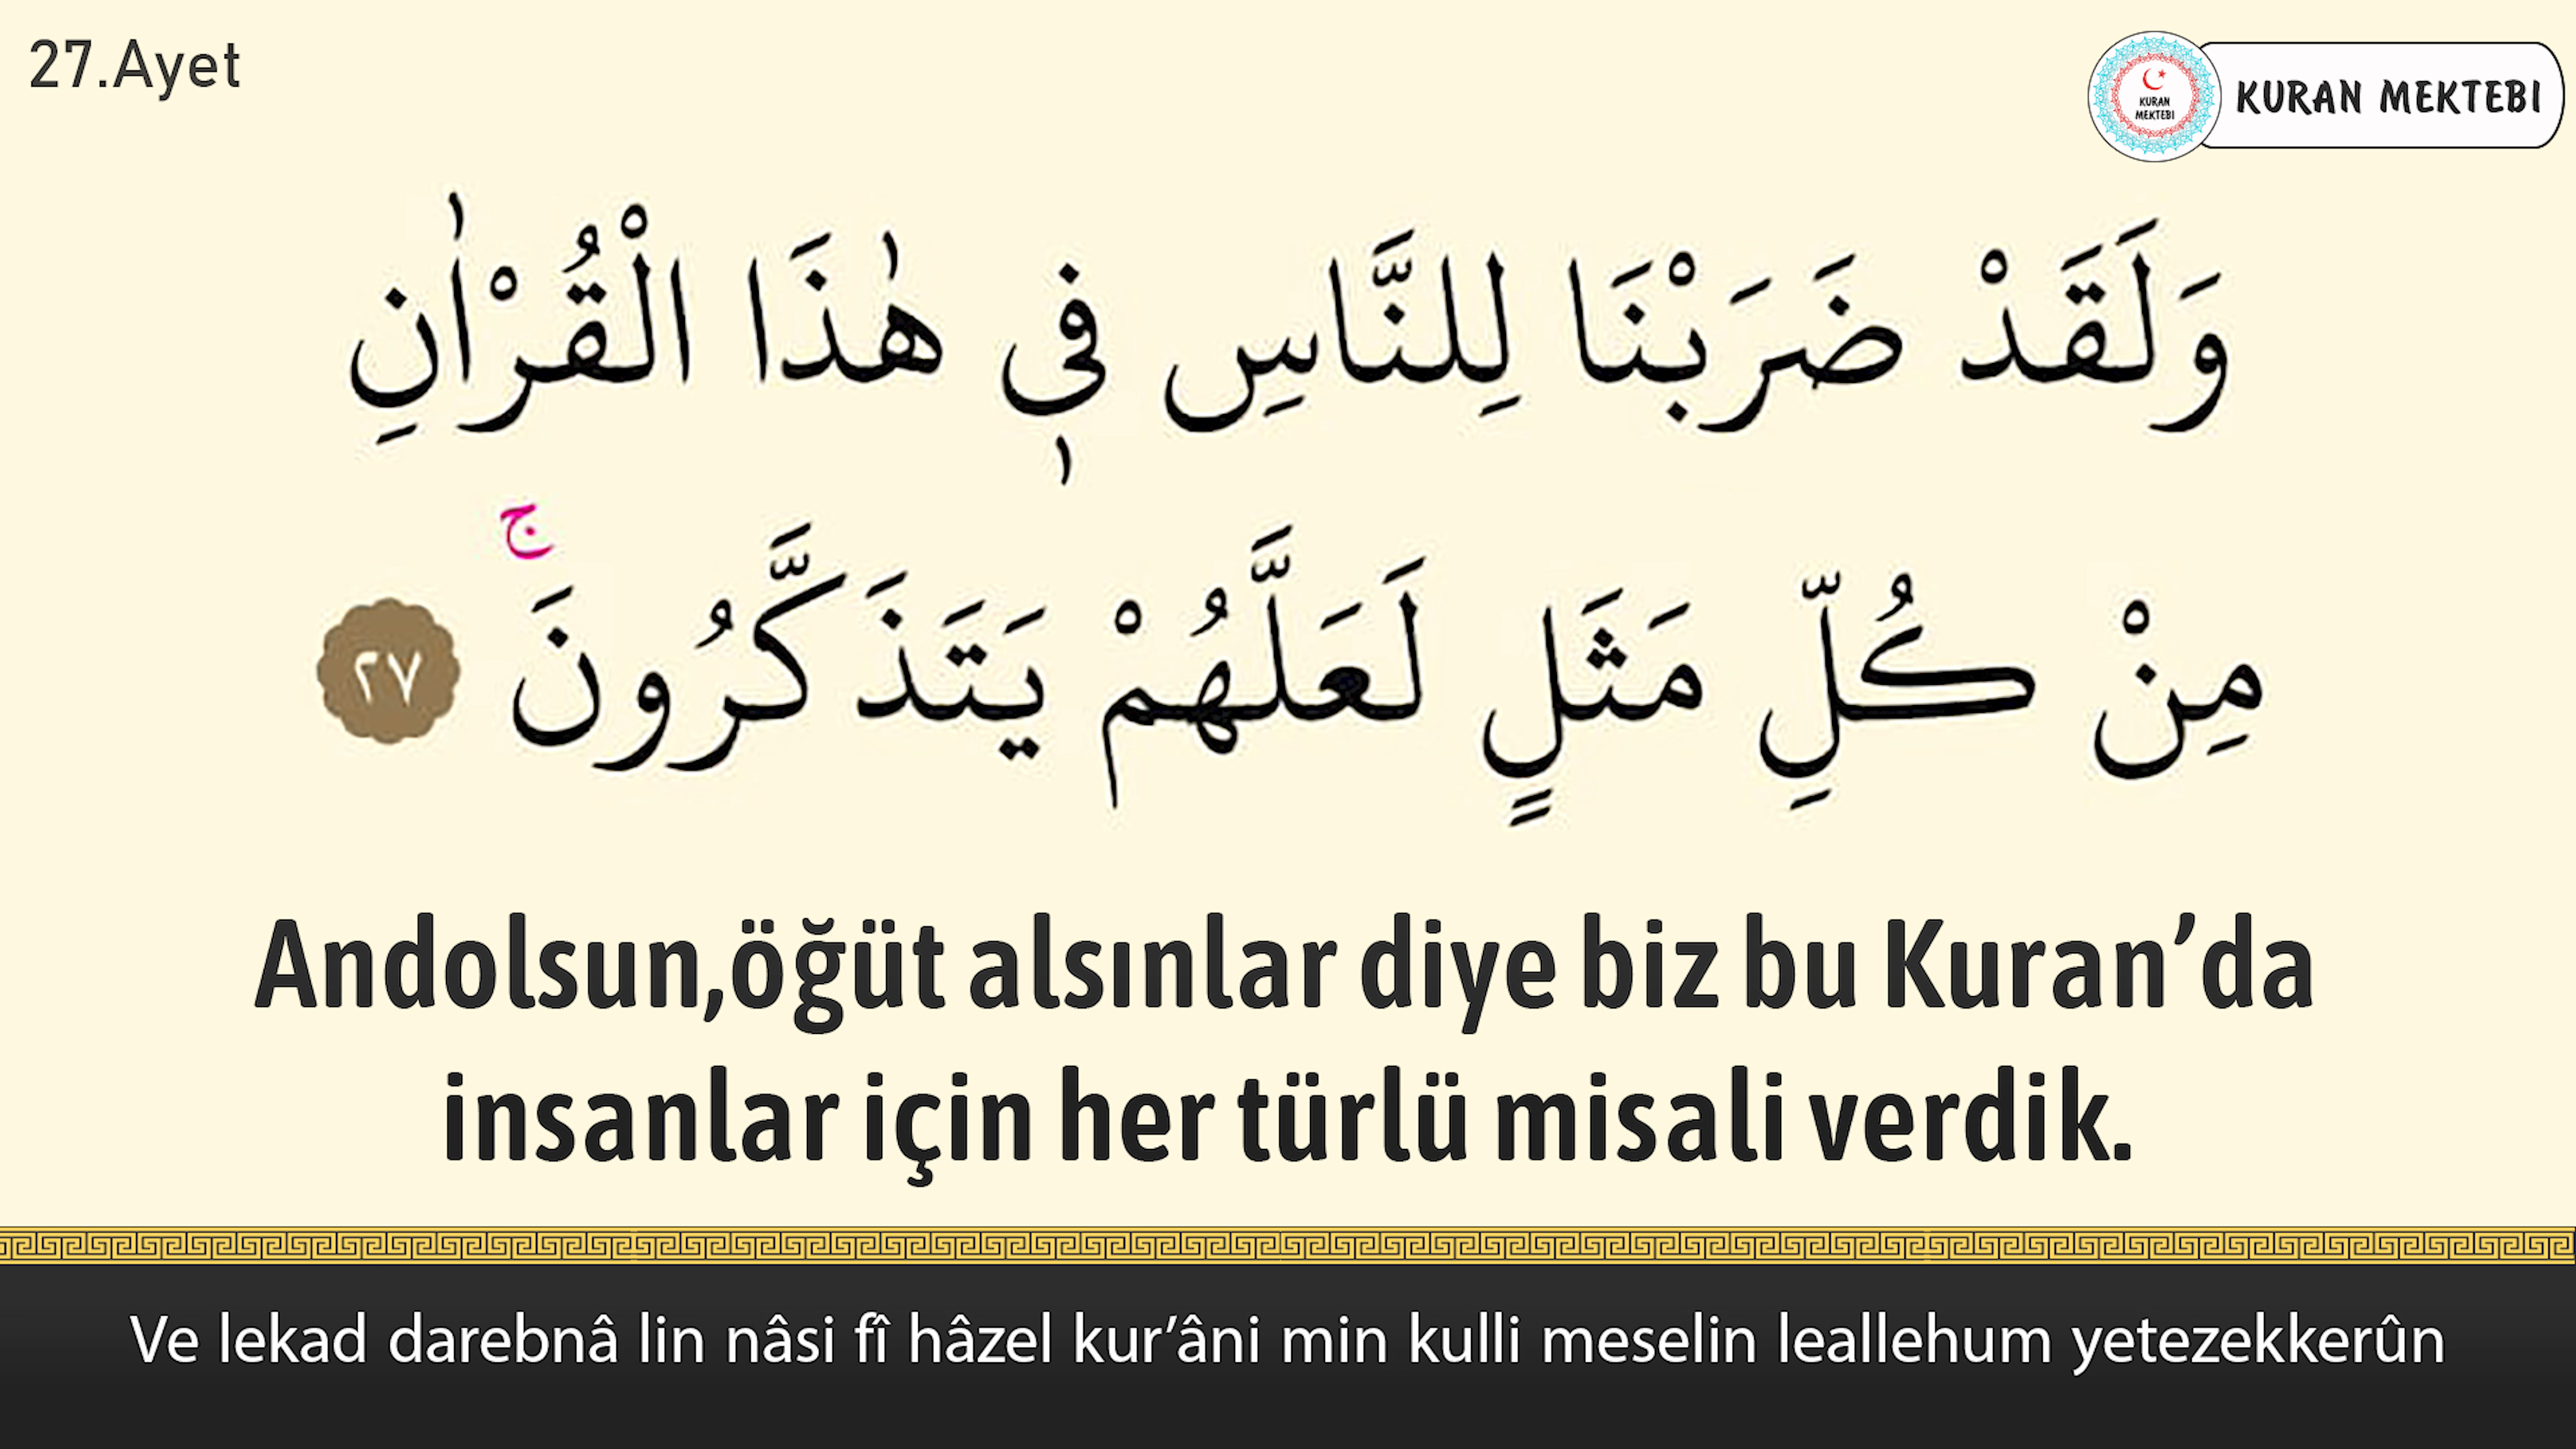 27.Ayet
KURAN
MEKTEBI
KURAN MEKTEBI
وَلَقَدْ ضَرَبْنَا لِلنَّاسِ فٖي هٰذَا الْقُرْاٰنِ
مِنْ كُلِّ مَثَلٍ لَعَلَّهُمْ يَتَذَكَّرُونَۚ ٢٧
Andolsun,öğüt alsınlar diye biz bu Kuran’da
insanlar için her türlü misali verdik.
Ve lekad darebnâ lin nâsi fî hâzel kur’âni min kulli meselin leallehum yetezekkerûn